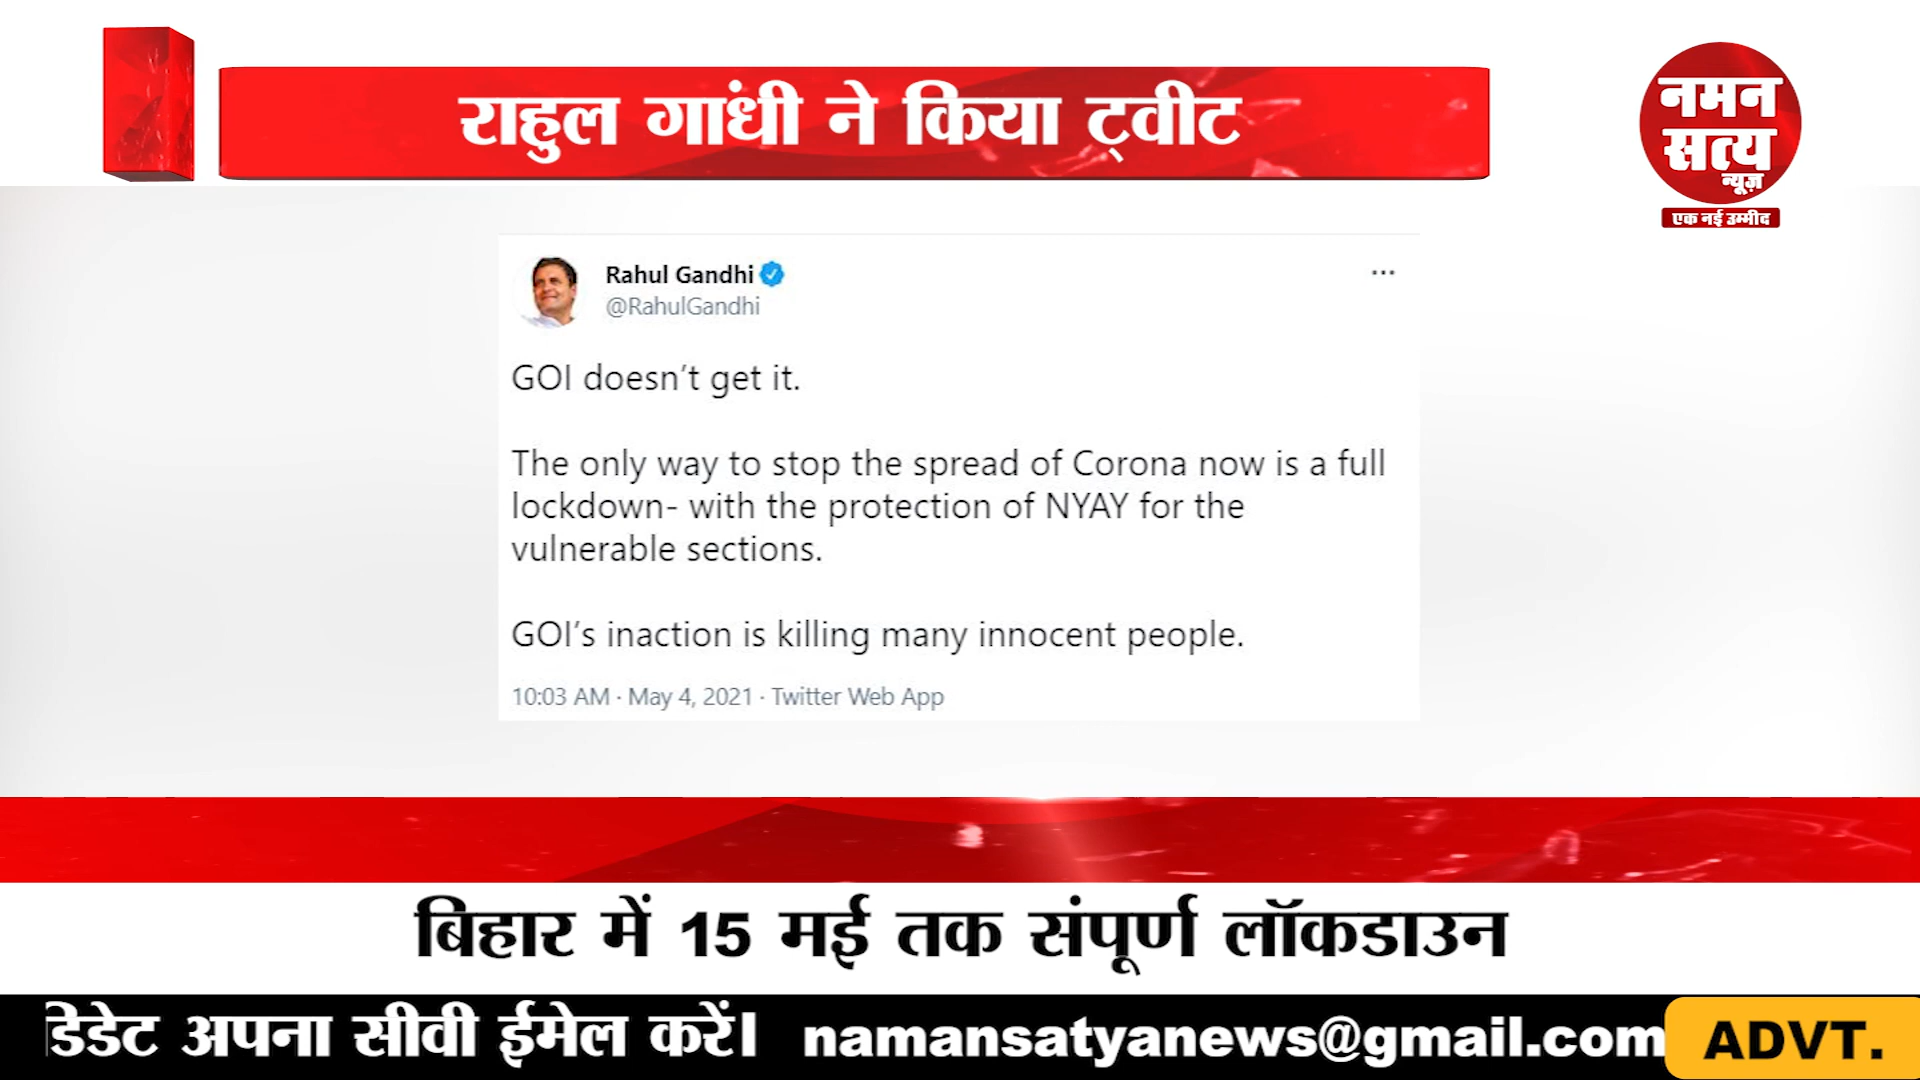 राहुल गांधी ने किया ट्वीट
नमन
सत्य
न्यूज़
एक नई उम्मीद
Rahul Gandhi
@RahulGandhi
GOI doesn’t get it.
The only way to stop the spread of Corona now is a full
lockdown- with the protection of NYAY for the
vulnerable sections.
GOI’s inaction is killing many innocent people.
10:03 AM · May 4, 2021 · Twitter Web App
बिहार में 15 मई तक संपूर्ण लॉकडाउन
डिडेट अपना सीवी ईमेल करें। namansatyanews@gmail.com
ADVT.